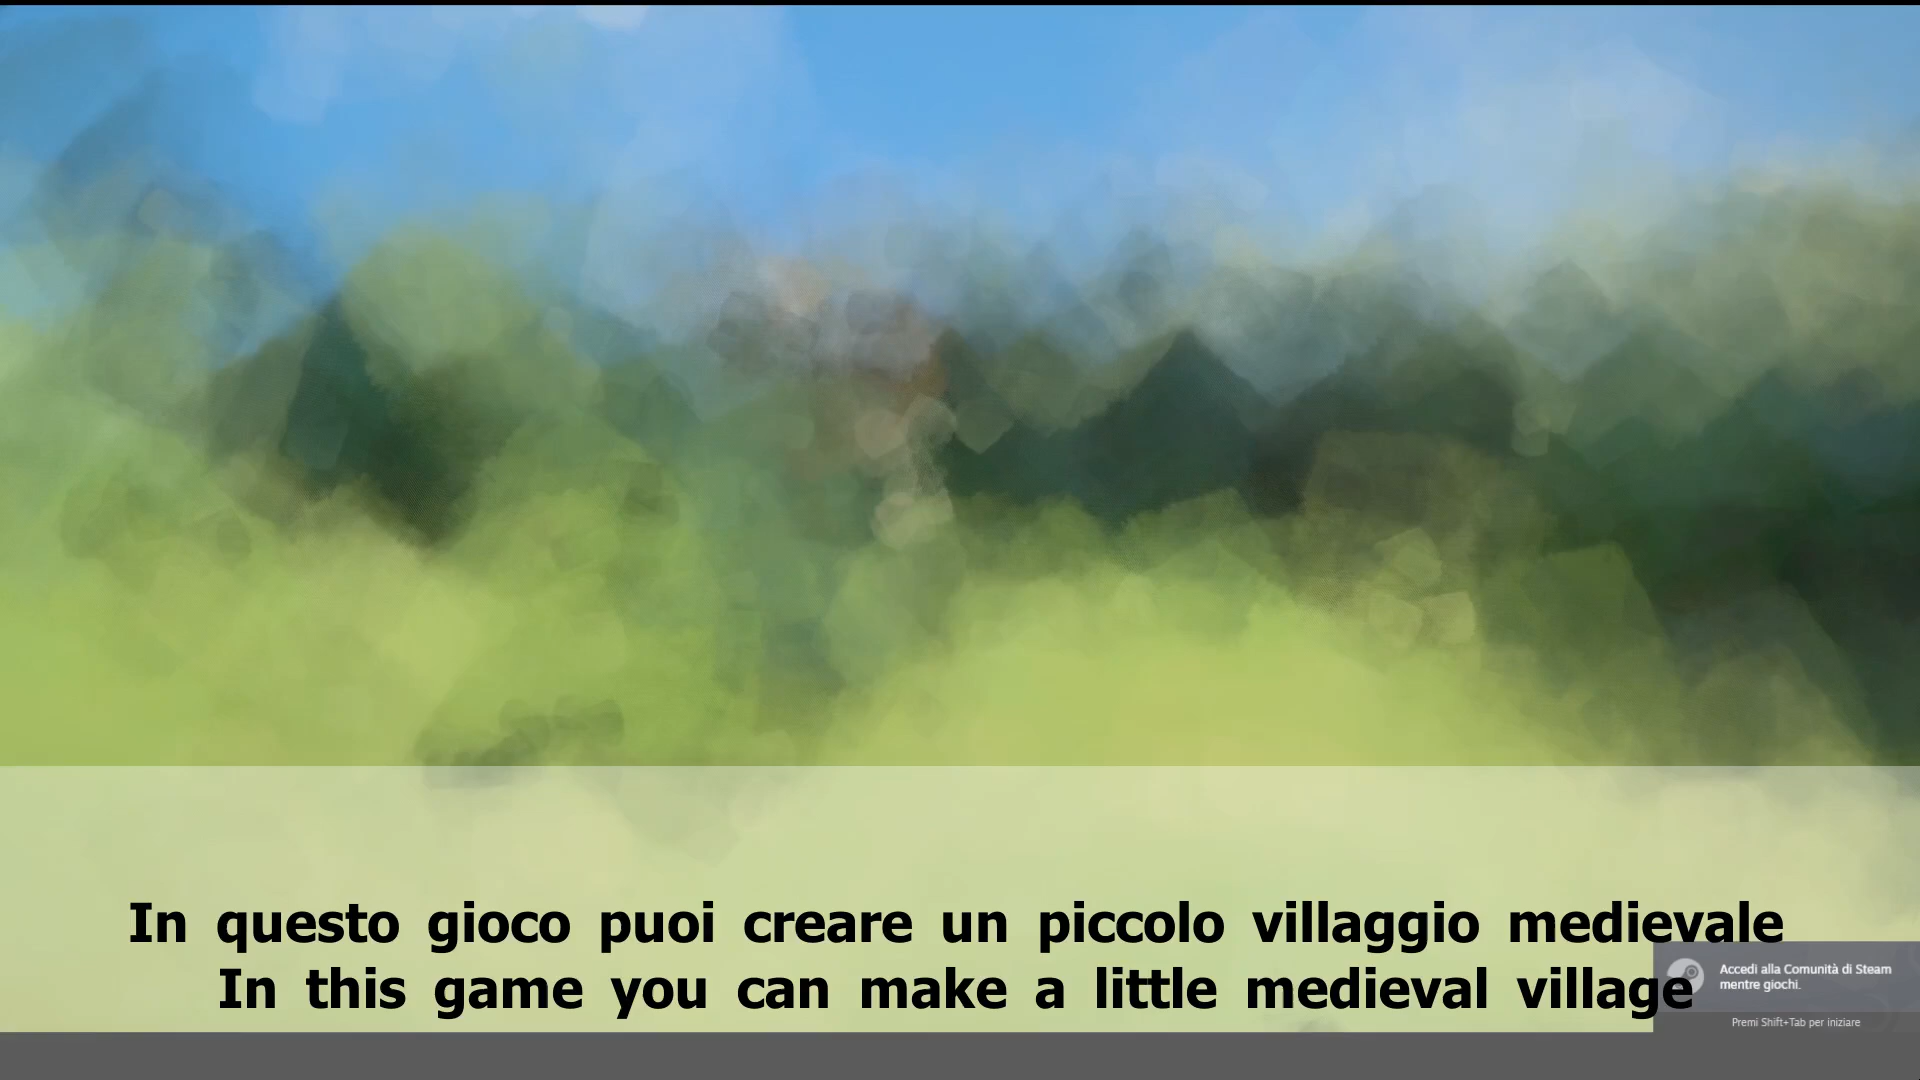 In questo gioco puoi creare un piccolo villaggio medievale
In this game you can make a little medieval village
Accedi alla Comunità di Steam
mentre giochi.
Premi Shift+Tab per iniziare